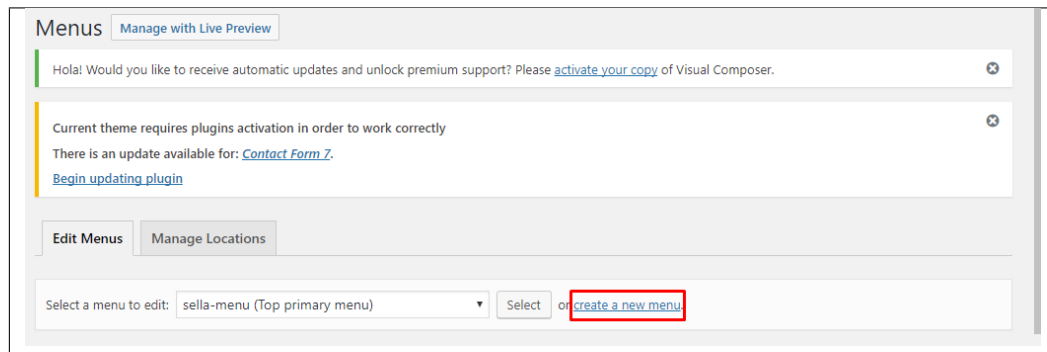 Menus Manage with Live Preview
Hola! Would you like to receive automatic updates and unlock premium support? Please activate your copy of Visual Composer.
Current theme requires plugins activation in order to work correctly
There is an update available for: Contact Form 7.
Begin updating plugin
Edit Menus Manage Locations
Select a menu to edit: sella-menu (Top primary menu) Select or create a new menu.